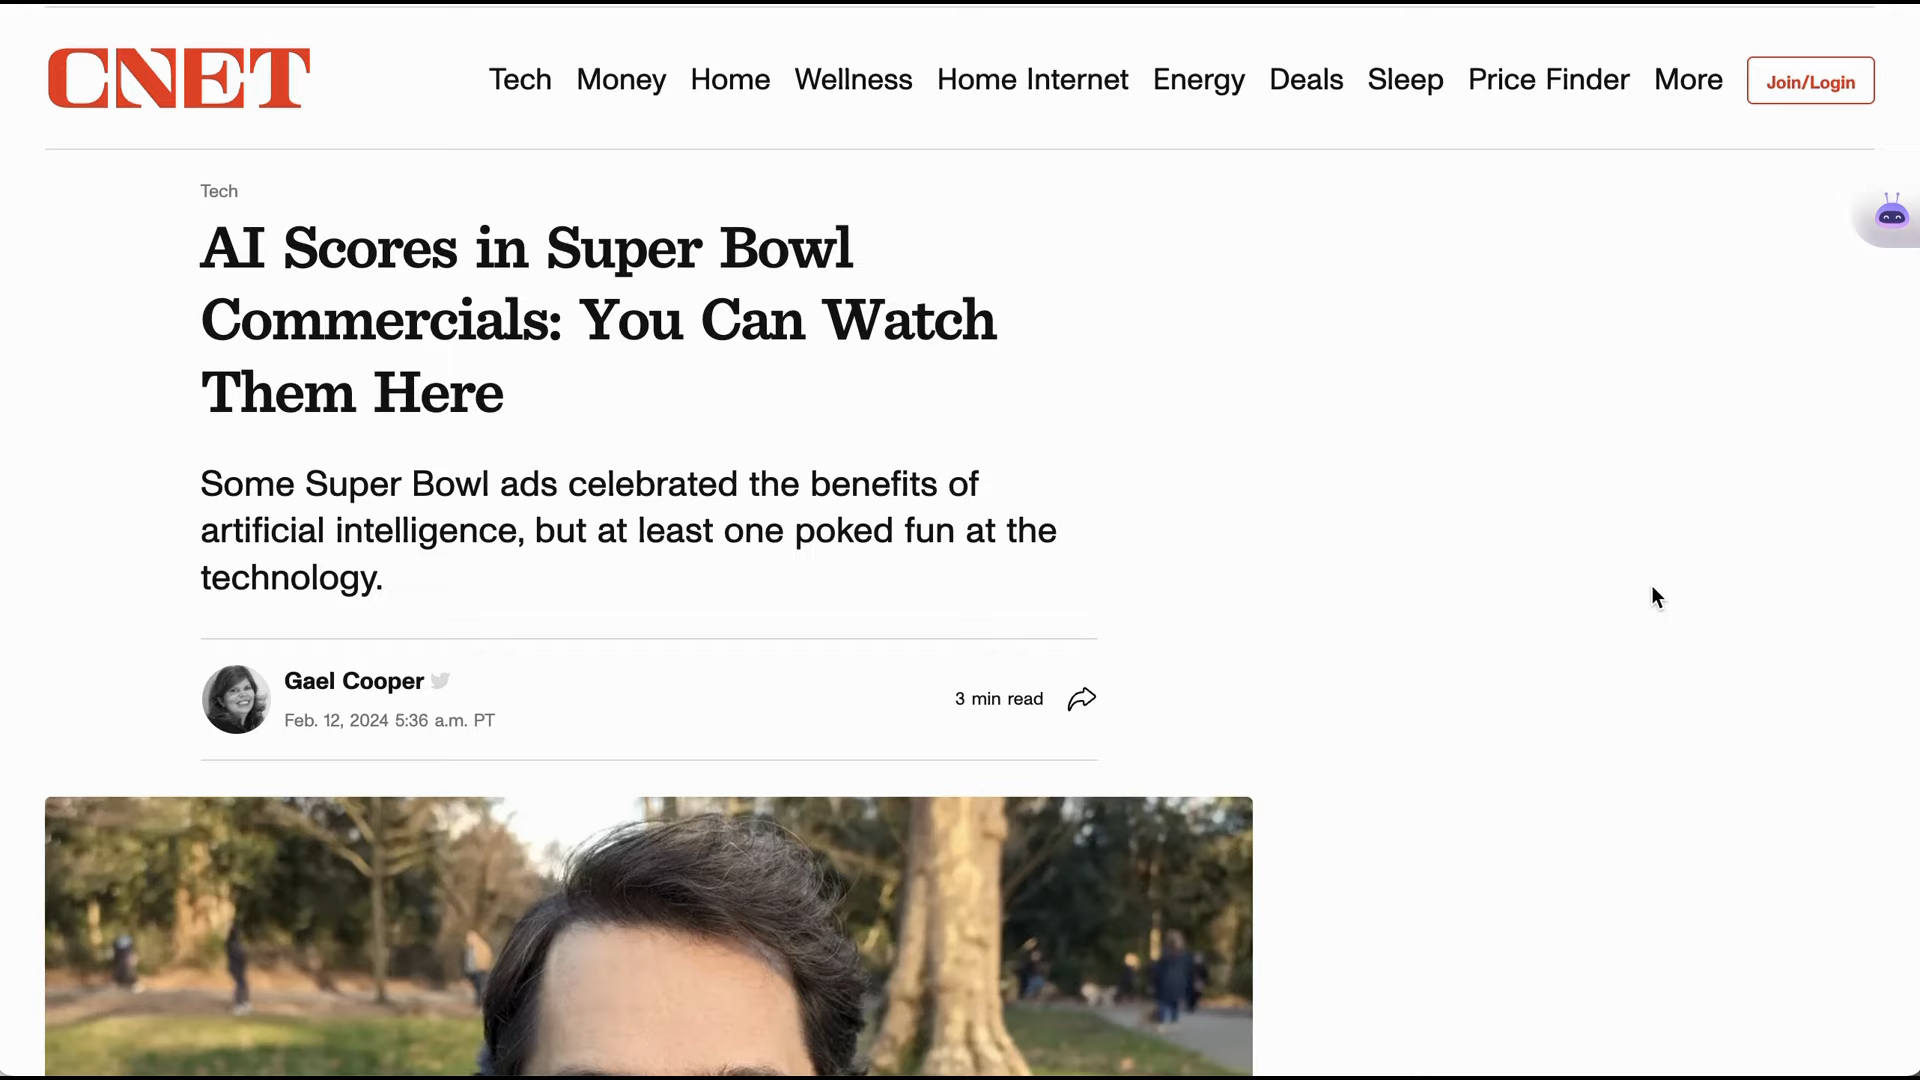 CNET
Tech Money Home Wellness Home Internet Energy Deals Sleep Price Finder More Join/Login
Tech
AI Scores in Super Bowl
Commercials: You Can Watch
Them Here
Some Super Bowl ads celebrated the benefits of
artificial intelligence, but at least one poked fun at the
technology.
Gael Cooper
Feb. 12, 2024 5:36 a.m. PT
3 min read